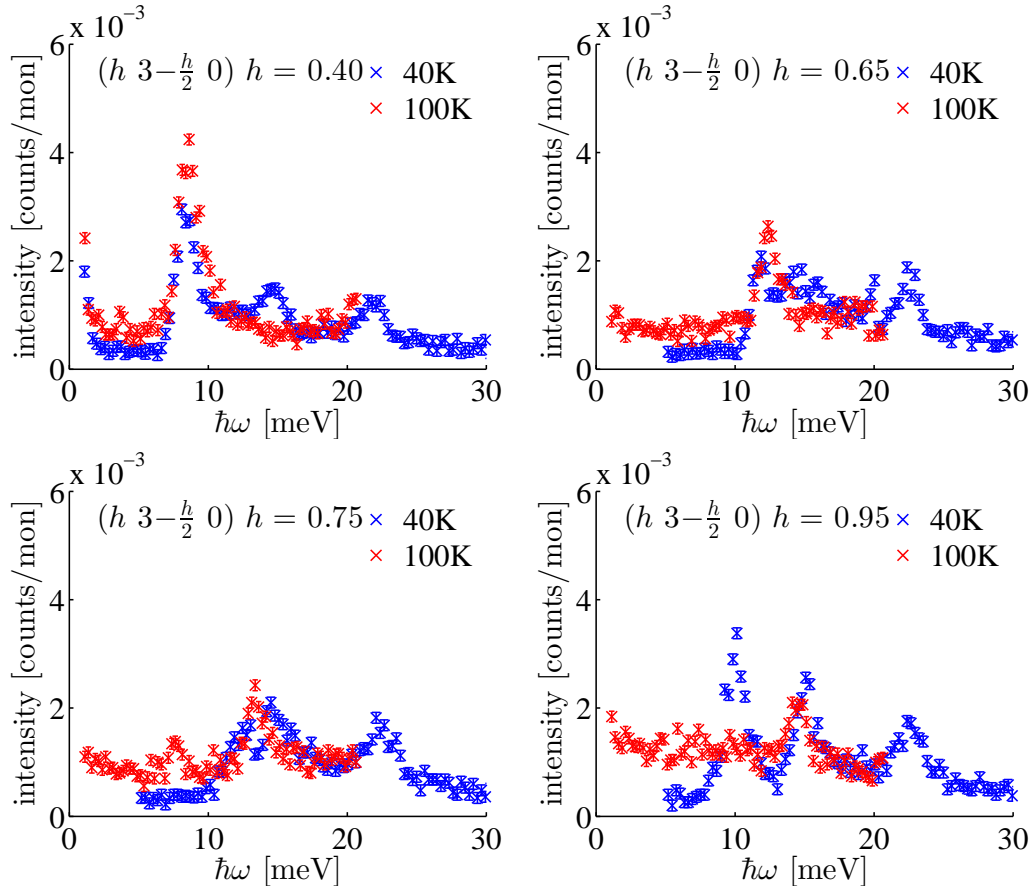 x 10⁻³
6
4
2
0
intensity [counts/mon]
(h 3−h/2 0) h = 0.40
40K
100K
0 10 20 30
ħω [meV]
x 10⁻³
6
4
2
0
intensity [counts/mon]
(h 3−h/2 0) h = 0.65
40K
100K
0 10 20 30
ħω [meV]
x 10⁻³
6
4
2
0
intensity [counts/mon]
(h 3−h/2 0) h = 0.75
40K
100K
0 10 20 30
ħω [meV]
x 10⁻³
6
4
2
0
intensity [counts/mon]
(h 3−h/2 0) h = 0.95
40K
100K
0 10 20 30
ħω [meV]